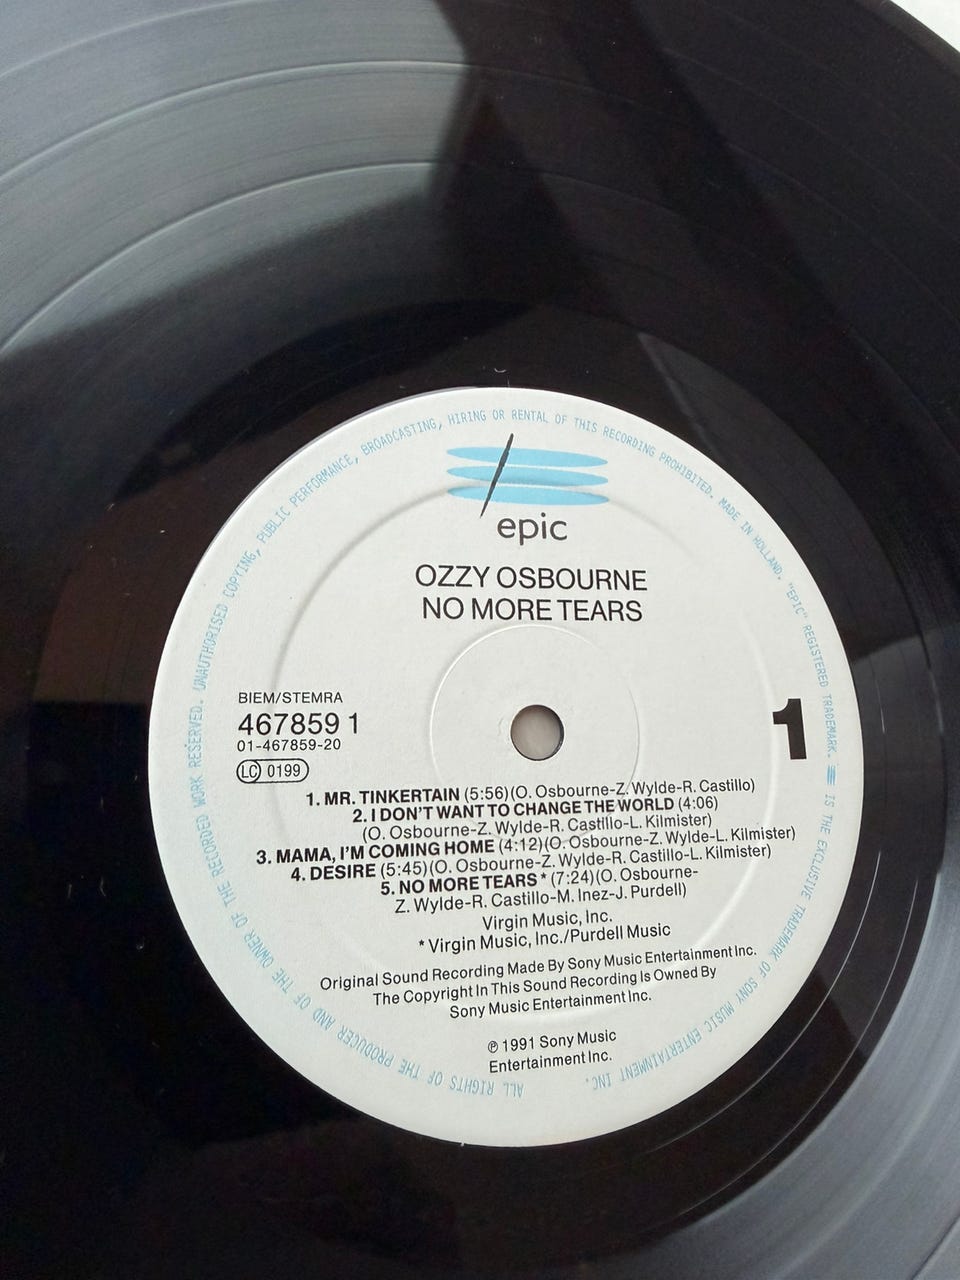 epic
OZZY OSBOURNE
NO MORE TEARS
BIEM/STEMRA
467859 1
01-467859-20
LC 0199
1
1. MR. TINKERTAIN (5:56)(O. Osbourne-Z. Wylde-R. Castillo)
2. I DON'T WANT TO CHANGE THE WORLD (4:06)
(O. Osbourne-Z. Wylde-R. Castillo-L. Kilmister)
3. MAMA, I'M COMING HOME (4:12)(O. Osbourne-Z. Wylde-L. Kilmister)
4. DESIRE (5:45)(O. Osbourne-Z. Wylde-R. Castillo-L. Kilmister)
5. NO MORE TEARS * (7:24)(O. Osbourne-
Z. Wylde-R. Castillo-M. Inez-J. Purdell)
Virgin Music, Inc.
* Virgin Music, Inc./Purdell Music
Original Sound Recording Made By Sony Music Entertainment Inc.
The Copyright In This Sound Recording Is Owned By
Sony Music Entertainment Inc.
℗ 1991 Sony Music
Entertainment Inc.
ALL RIGHTS OF THE PRODUCER AND OF THE OWNER OF THE RECORDED WORK RESERVED. UNAUTHORISED COPYING, PUBLIC PERFORMANCE, BROADCASTING, HIRING OR RENTAL OF THIS RECORDING PROHIBITED. MADE IN HOLLAND. "EPIC" REGISTERED TRADEMARK. IS THE EXCLUSIVE TRADEMARK OF SONY MUSIC ENTERTAINMENT INC.